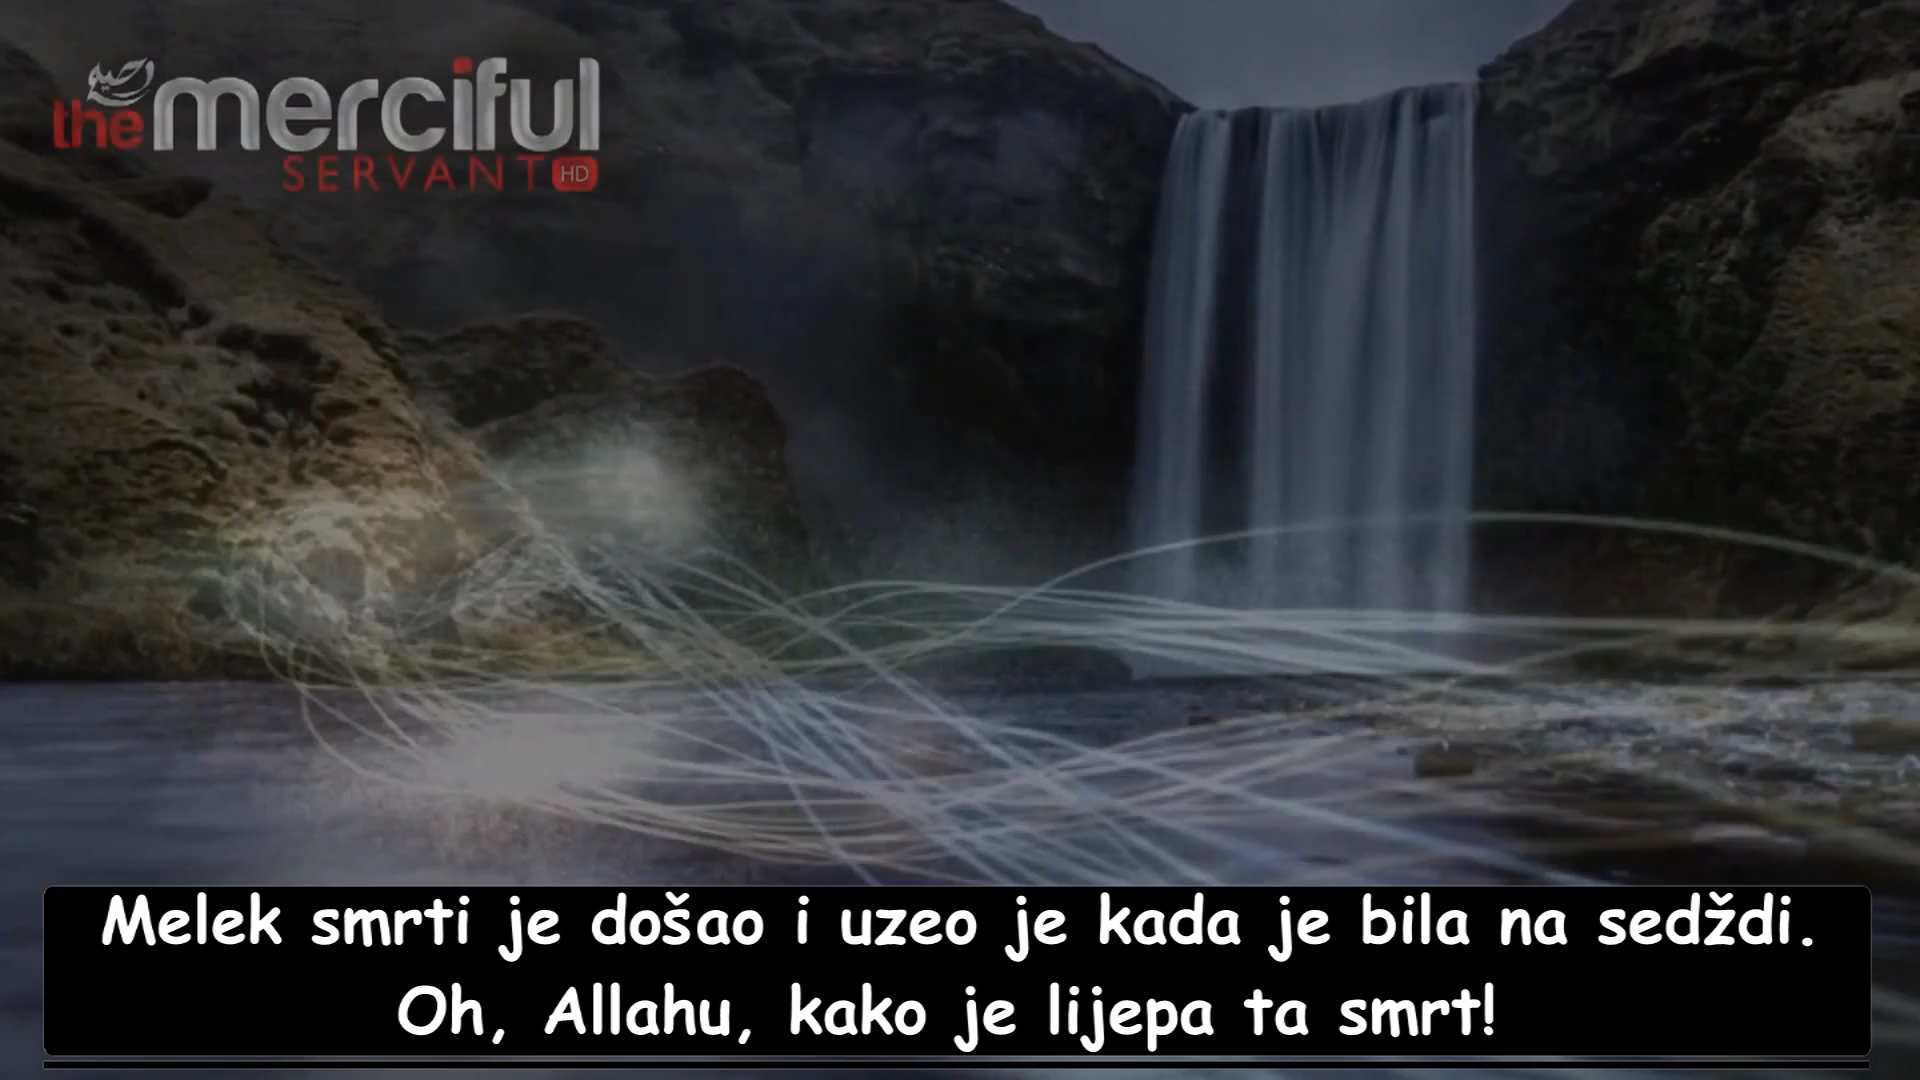 رحيم
the merciful
SERVANT HD
Melek smrti je došao i uzeo je kada je bila na sedždi.
Oh, Allahu, kako je lijepa ta smrt!